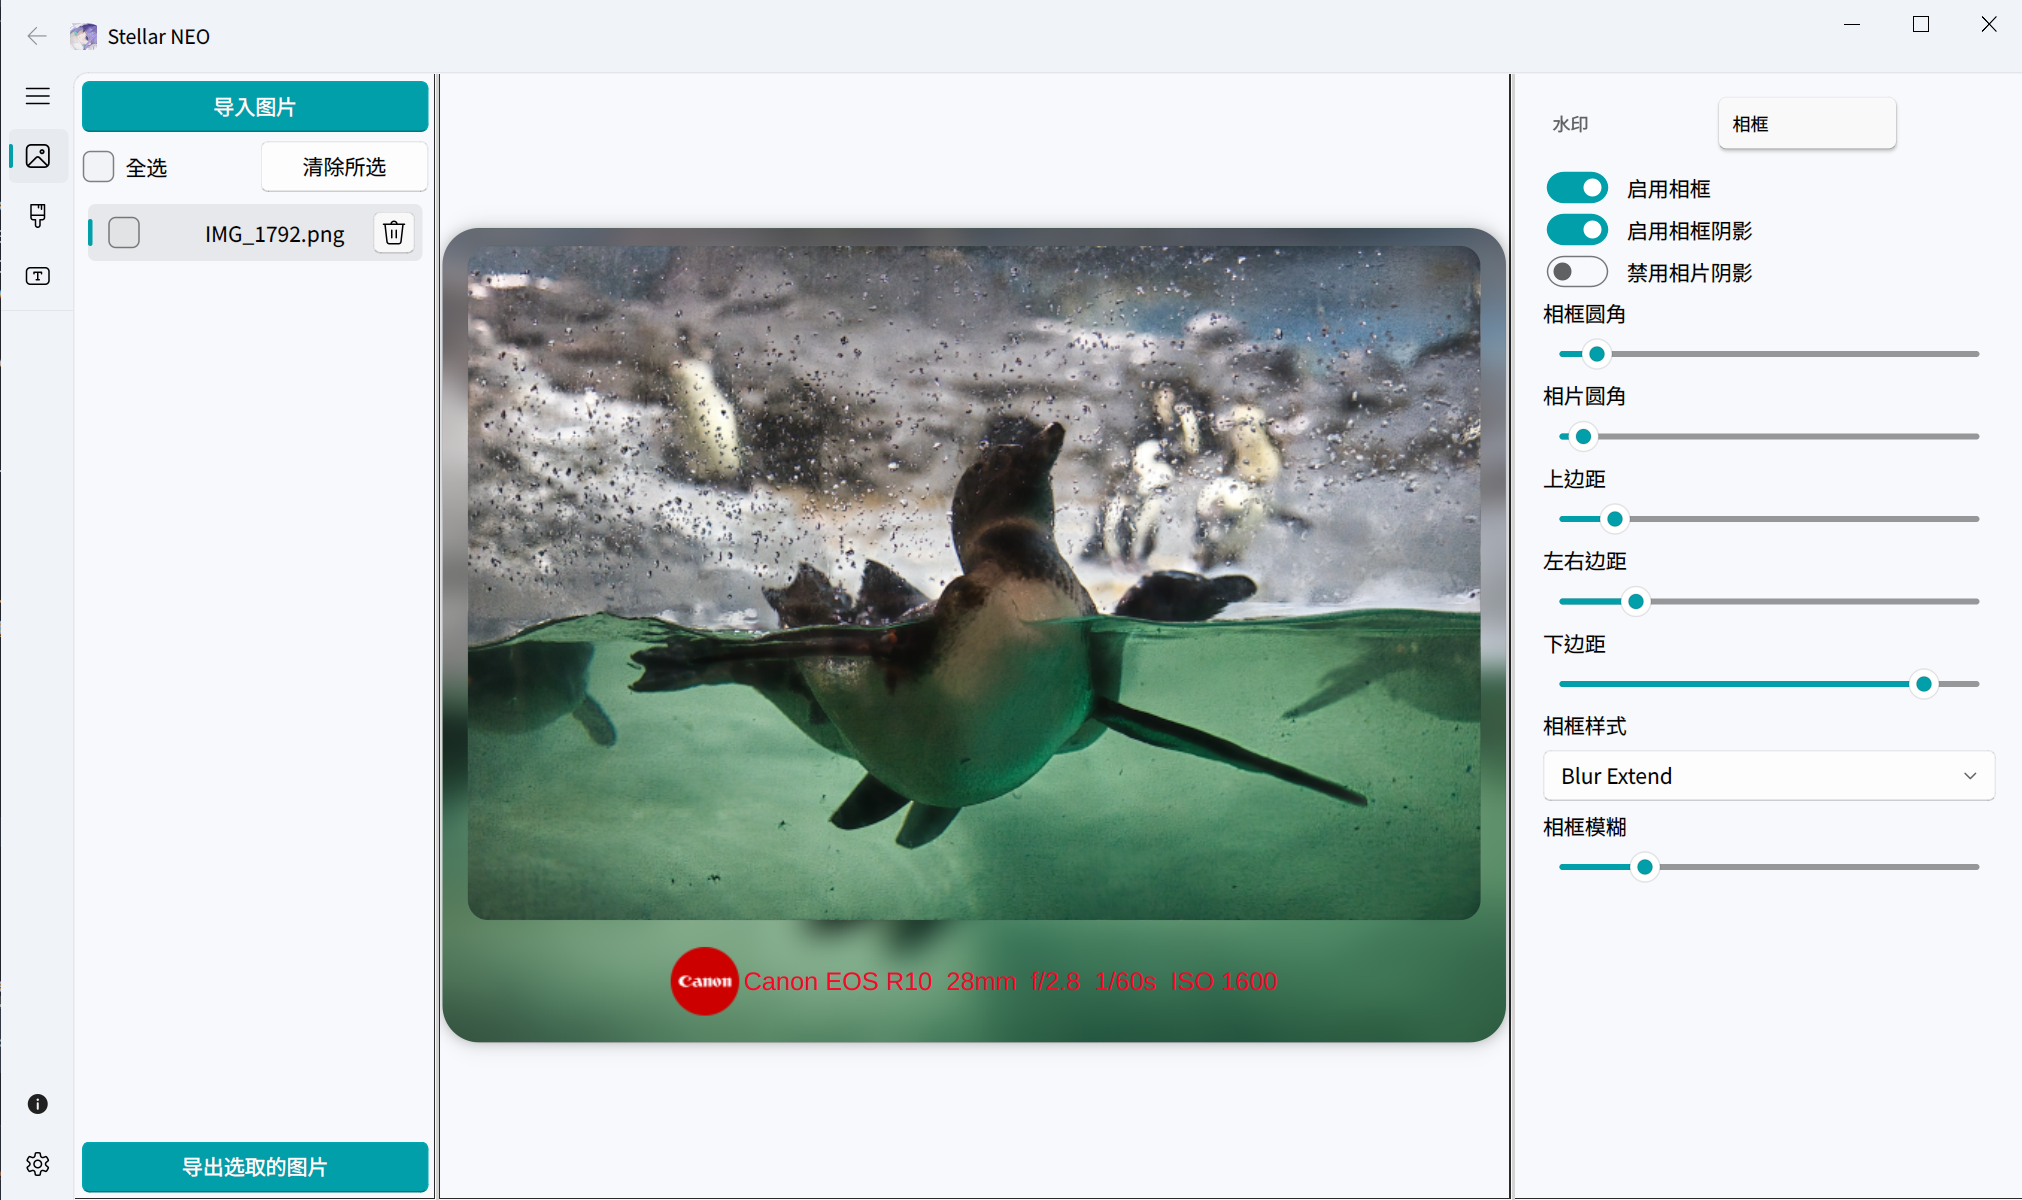 Stellar NEO
导入图片
全选
清除所选
IMG_1792.png
导出选取的图片
Canon
Canon EOS R10 28mm f/2.8 1/60s ISO 1600
水印
相框
启用相框
启用相框阴影
禁用相片阴影
相框圆角
相片圆角
上边距
左右边距
下边距
相框样式
Blur Extend
相框模糊